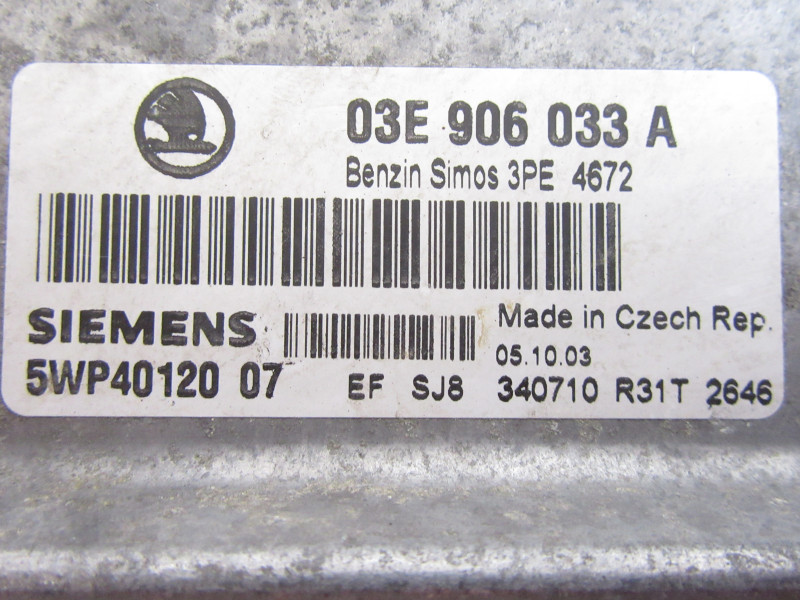 03E 906 033 A
Benzin Simos 3PE 4672
SIEMENS
Made in Czech Rep.
05.10.03
5WP40120 07
EF SJ8 340710 R31T 2646